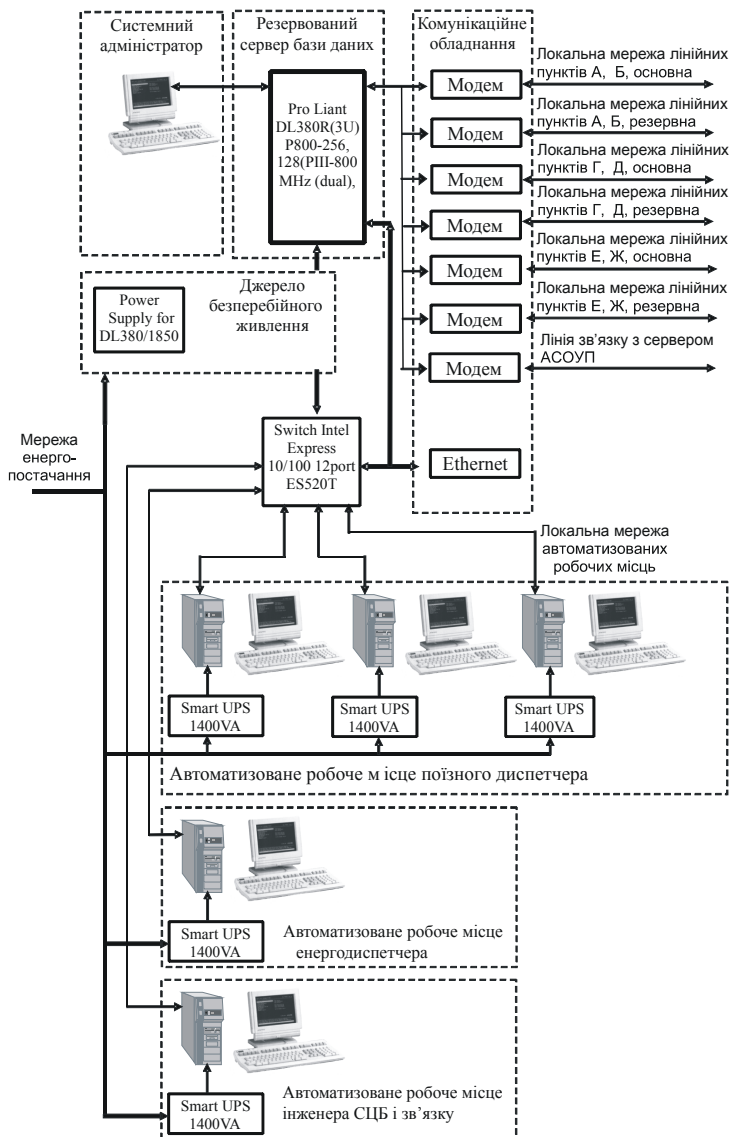 Системний
адміністратор
Резервований
сервер бази даних
Комунікаційне
обладнання
Pro Liant
DL380R(3U)
P800-256,
128(PIII-800
MHz (dual),
Модем
Локальна мережа лінійних
пунктів А, Б, основна
Модем
Локальна мережа лінійних
пунктів А, Б, резервна
Модем
Локальна мережа лінійних
пунктів Г, Д, основна
Модем
Локальна мережа лінійних
пунктів Г, Д, резервна
Модем
Локальна мережа лінійних
пунктів Е, Ж, основна
Модем
Локальна мережа лінійних
пунктів Е, Ж, резервна
Модем
Лінія зв’язку з сервером
АСОУП
Power
Supply for
DL380/1850
Джерело
безперебійного
живлення
Мережа
енерго-
постачання
Switch Intel
Express
10/100 12port
ES520T
Ethernet
Локальна мережа
автоматизованих
робочих місць
Smart UPS
1400VA
Smart UPS
1400VA
Smart UPS
1400VA
Автоматизоване робоче м ісце поїзного диспетчера
Smart UPS
1400VA
Автоматизоване робоче місце
енергодиспетчера
Smart UPS
1400VA
Автоматизоване робоче місце
інженера СЦБ і зв’язку